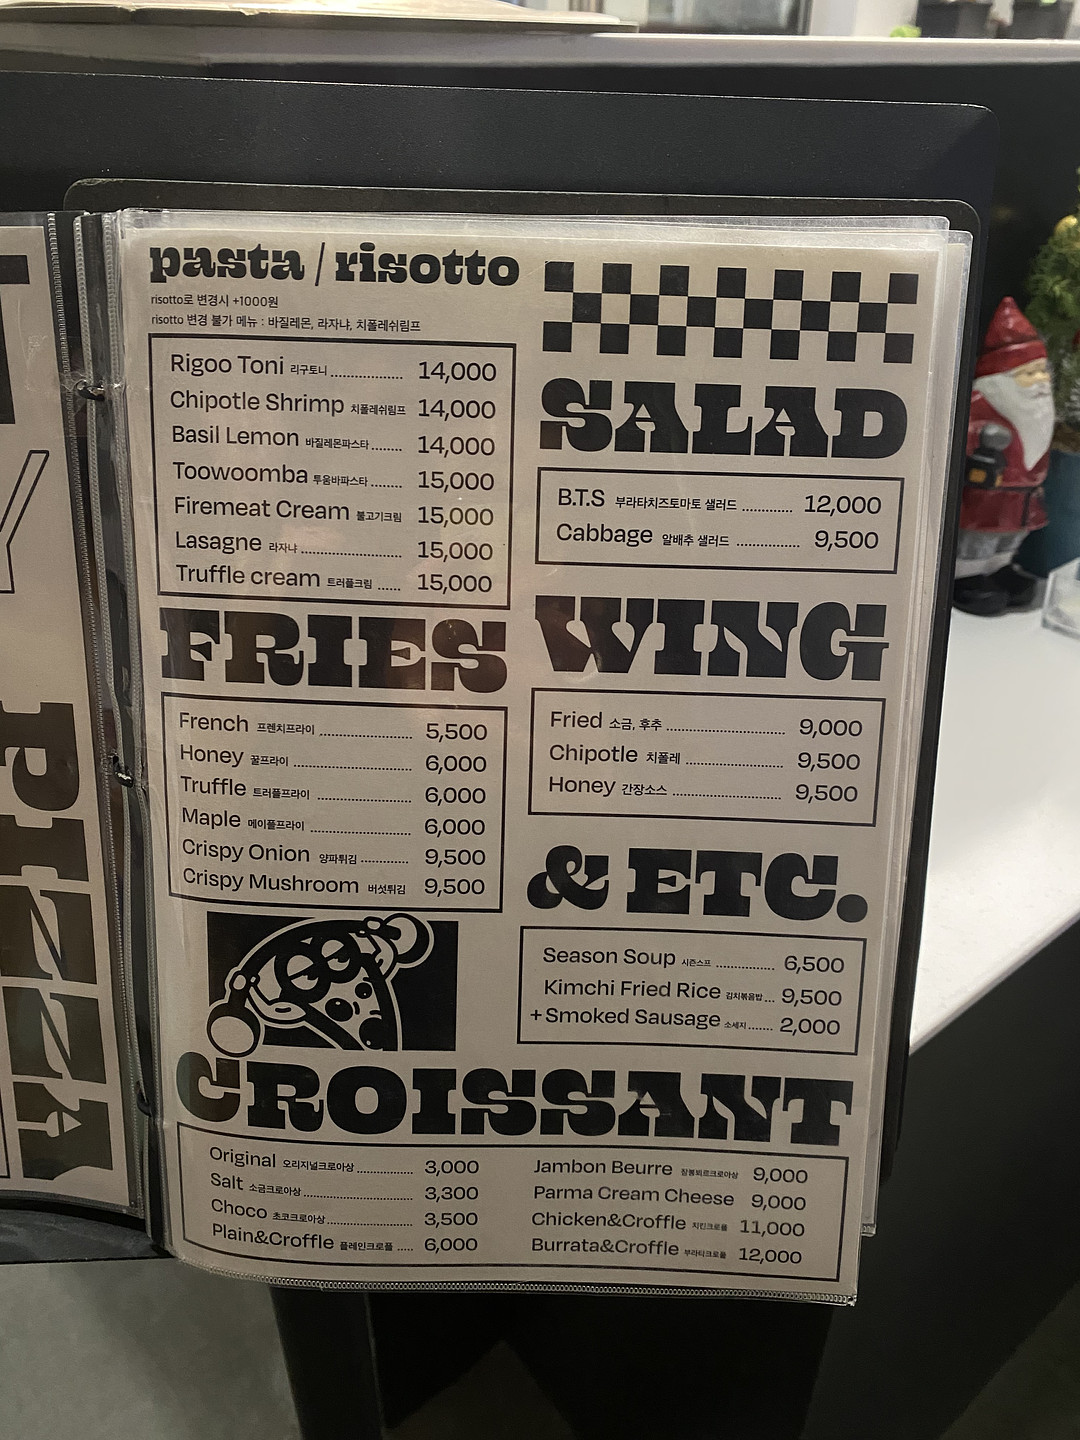 pasta / risotto
risotto로 변경시 +1000원
risotto 변경 불가 메뉴 : 바질레몬, 라자냐, 치폴레쉬림프
Rigoo Toni 리구토니 14,000
Chipotle Shrimp 치폴레쉬림프 14,000
Basil Lemon 바질레몬파스타 14,000
Toowoomba 투움바파스타 15,000
Firemeat Cream 불고기크림 15,000
Lasagne 라자냐 15,000
Truffle cream 트러플크림 15,000
FRIES
French 프렌치프라이 5,500
Honey 꿀프라이 6,000
Truffle 트러플프라이 6,000
Maple 메이플프라이 6,000
Crispy Onion 양파튀김 9,500
Crispy Mushroom 버섯튀김 9,500
SALAD
B.T.S 부라타치즈토마토 샐러드 12,000
Cabbage 알배추 샐러드 9,500
WING
Fried 소금, 후추 9,000
Chipotle 치폴레 9,500
Honey 간장소스 9,500
& ETC.
Season Soup 시즌스프 6,500
Kimchi Fried Rice 김치볶음밥 9,500
+Smoked Sausage 소세지 2,000
CROISSANT
Original 오리지널크로아상 3,000
Salt 소금크로아상 3,300
Choco 초코크로아상 3,500
Plain&Croffle 플레인크로플 6,000
Jambon Beurre 잠봉뵈르크로아상 9,000
Parma Cream Cheese 9,000
Chicken&Croffle 치킨크로플 11,000
Burrata&Croffle 부라타크로플 12,000
PIZZA